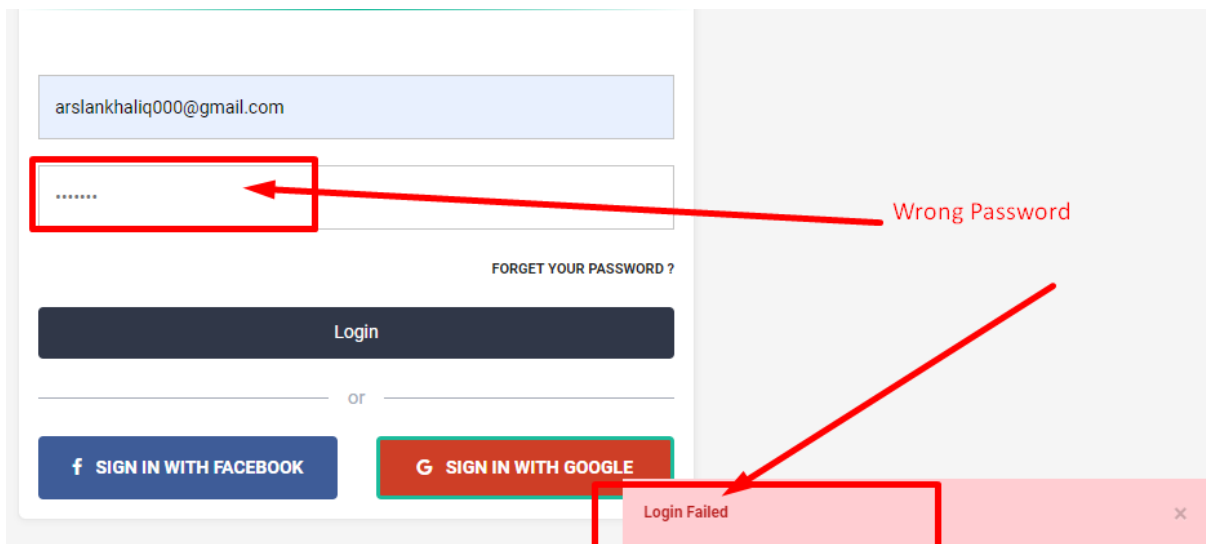 arslankhaliq000@gmail.com
.......
Wrong Password
FORGET YOUR PASSWORD ?
Login
or
f SIGN IN WITH FACEBOOK
G SIGN IN WITH GOOGLE
Login Failed ×